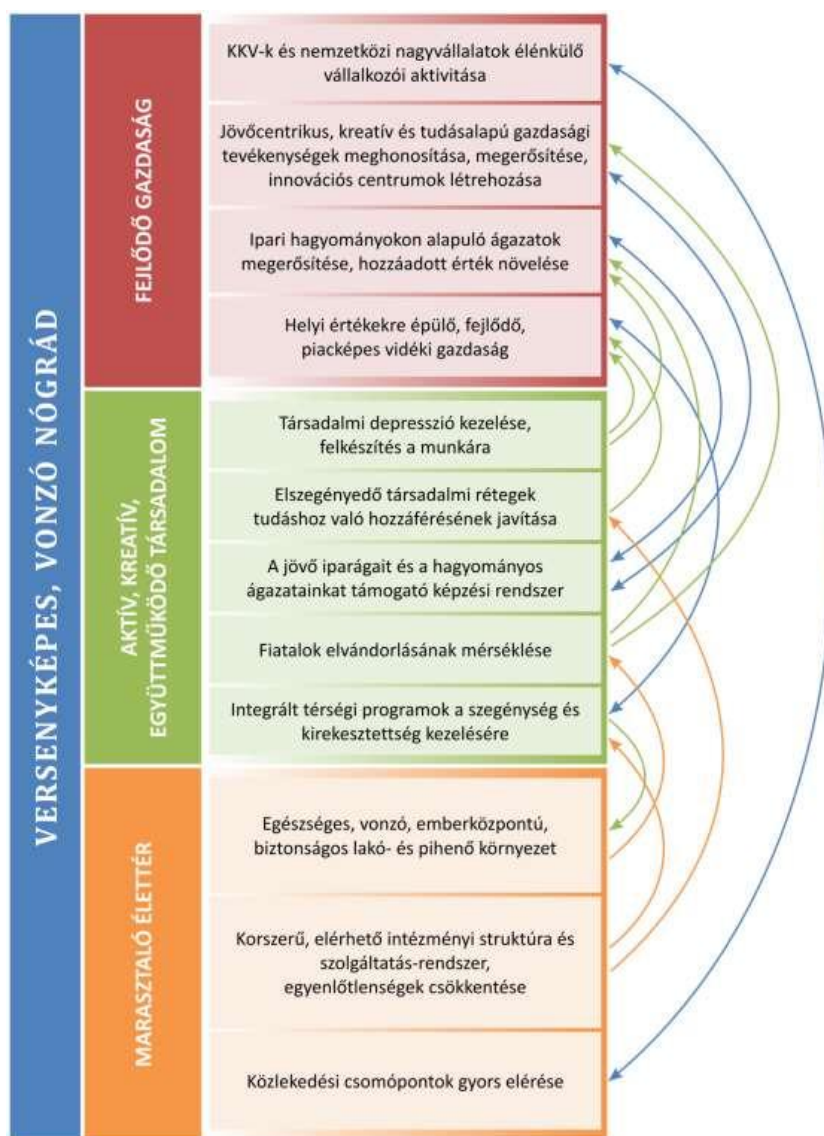 VERSENYKÉPES, VONZÓ NÓGRÁD
FEJLŐDŐ GAZDASÁG
KKV-k és nemzetközi nagyvállalatok élénkülő
vállalkozói aktivitása
Jövőcentrikus, kreatív és tudásalapú gazdasági
tevékenységek meghonosítása, megerősítése,
innovációs centrumok létrehozása
Ipari hagyományokon alapuló ágazatok
megerősítése, hozzáadott érték növelése
Helyi értékekre épülő, fejlődő,
piacképes vidéki gazdaság
AKTÍV, KREATÍV,
EGYÜTTMŰKÖDŐ TÁRSADALOM
Társadalmi depresszió kezelése,
felkészítés a munkára
Elszegényedő társadalmi rétegek
tudáshoz való hozzáférésének javítása
A jövő iparágait és a hagyományos
ágazatainkat támogató képzési rendszer
Fiatalok elvándorlásának mérséklése
Integrált térségi programok a szegénység és
kirekesztettség kezelésére
MARASZTALÓ ÉLETTÉR
Egészséges, vonzó, emberközpontú,
biztonságos lakó- és pihenő környezet
Korszerű, elérhető intézményi struktúra és
szolgáltatás-rendszer,
egyenlőtlenségek csökkentése
Közlekedési csomópontok gyors elérése